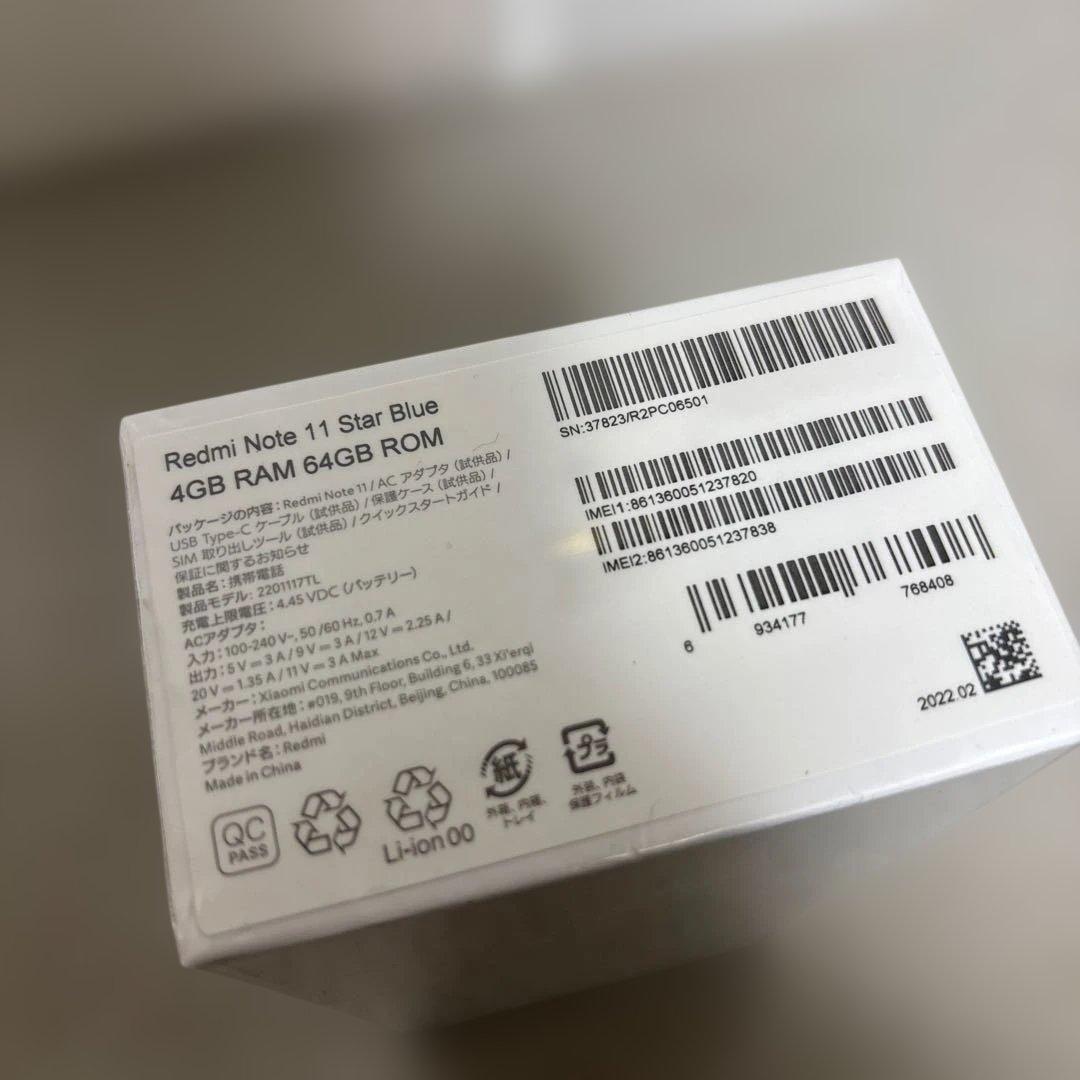 Redmi Note 11 Star Blue
4GB RAM 64GB ROM
パッケージの内容：Redmi Note 11 / AC アダプタ（試供品）/
USB Type-C ケーブル（試供品）/ 保護ケース（試供品）/
SIM 取り出しツール（試供品）/ クイックスタートガイド /
保証に関するお知らせ
製品名：携帯電話
製品モデル: 2201117TL
充電上限電圧：4.45 VDC（バッテリー）
ACアダプタ：
入力：100-240 V~, 50 /60 Hz, 0.7 A
出力：5 V ⎓ 3 A / 9 V ⎓ 3 A / 12 V ⎓ 2.25 A /
20 V ⎓ 1.35 A / 11 V ⎓ 3 A Max
メーカー：Xiaomi Communications Co., Ltd.
メーカー所在地：#019, 9th Floor, Building 6, 33 Xi'erqi
Middle Road, Haidian District, Beijing, China, 100085
ブランド名：Redmi
Made in China
QC
PASS
Li-ion 00
紙
外箱、内箱、
トレイ
プラ
外箱、内袋
保護フィルム
SN:37823/R2PC06501
IMEI1:861360051237820
IMEI2:861360051237838
6 934177 768408
2022.02